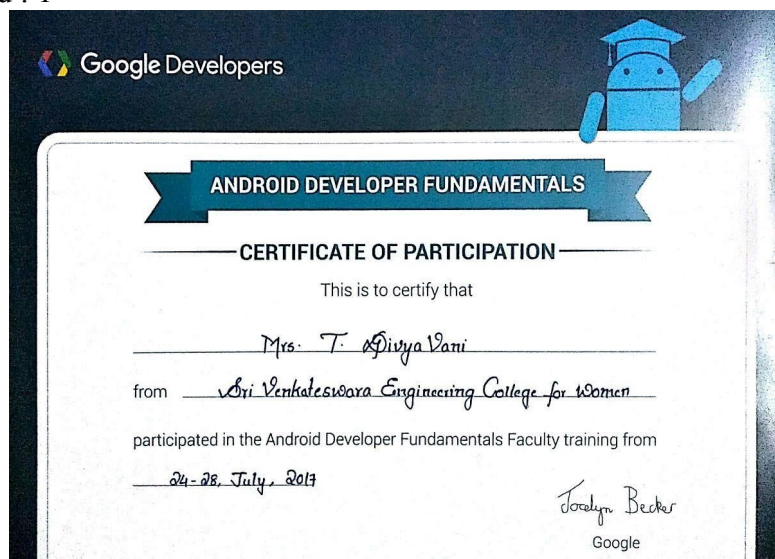 Google Developers
ANDROID DEVELOPER FUNDAMENTALS
CERTIFICATE OF PARTICIPATION
This is to certify that
Mrs. T. Divya Vani
from Sri Venkateswara Engineering College for Women
participated in the Android Developer Fundamentals Faculty training from
24-28, July, 2017
Jocelyn Becker
Google